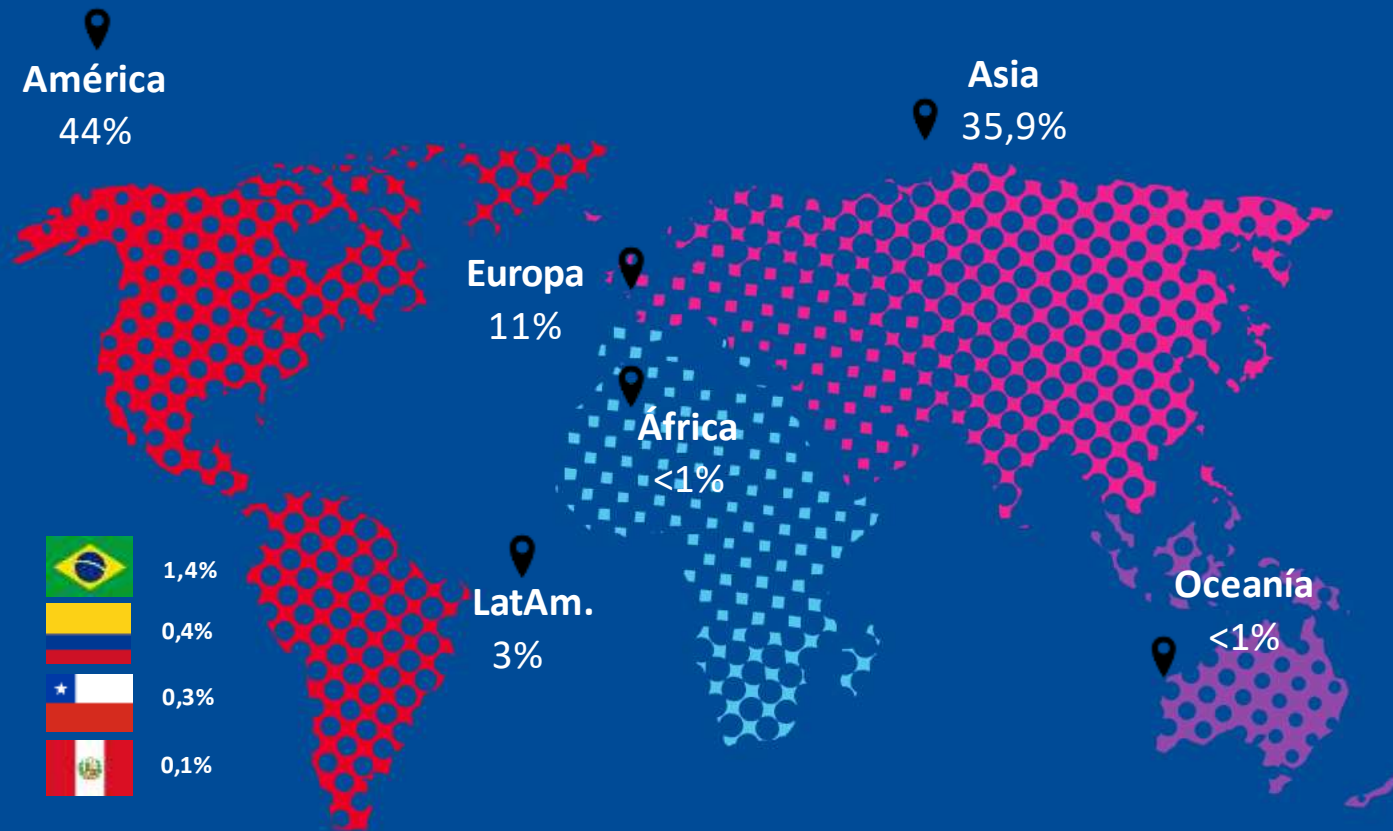 América
44%
Asia
35,9%
Europa
11%
África
<1%
LatAm.
3%
Oceanía
<1%
1,4%
0,4%
0,3%
0,1%